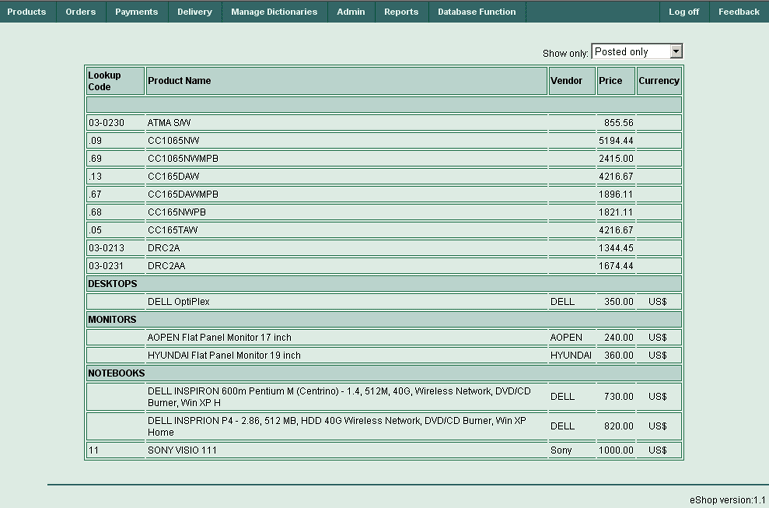 Products Orders Payments Delivery Manage Dictionaries Admin Reports Database Function Log off Feedback
Show only: Posted only
Lookup Code Product Name Vendor Price Currency
03-0230 ATMA S/W 855.56
.09 CC1065NW 5194.44
.69 CC1065NWMPB 2415.00
.13 CC165DAW 4216.67
.67 CC165DAWMPB 1896.11
.68 CC165NWPB 1821.11
.05 CC165TAW 4216.67
03-0213 DRC2A 1344.45
03-0231 DRC2AA 1674.44
DESKTOPS
DELL OptiPlex DELL 350.00 US$
MONITORS
AOPEN Flat Panel Monitor 17 inch AOPEN 240.00 US$
HYUNDAI Flat Panel Monitor 19 inch HYUNDAI 360.00 US$
NOTEBOOKS
DELL INSPIRON 600m Pentium M (Centrino) - 1.4, 512M, 40G, Wireless Network, DVD/CD
Burner, Win XP H DELL 730.00 US$
DELL INSPRION P4 - 2.86, 512 MB, HDD 40G Wireless Network, DVD/CD Burner, Win XP
Home DELL 820.00 US$
11 SONY VISIO 111 Sony 1000.00 US$
eShop version:1.1